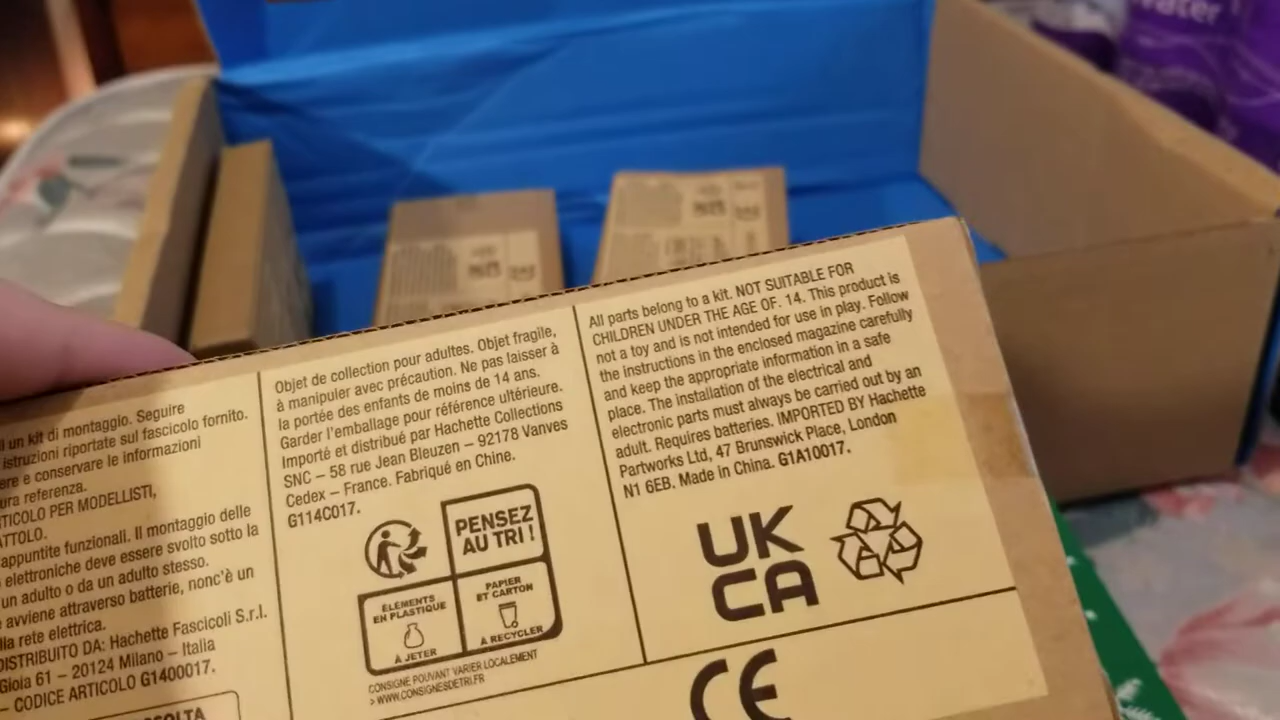 ater
l un kit di montaggio. Seguire
istruzioni riportate sul fascicolo fornito.
ere e conservare le informazioni
ura referenza.
TICOLO PER MODELLISTI,
ATTOLO.
appuntite funzionali. Il montaggio delle
elettroniche deve essere svolto sotto la
un adulto o da un adulto stesso.
e avviene attraverso batterie, nonc'è un
lla rete elettrica.
DISTRIBUITO DA: Hachette Fascicoli S.r.l.
Gioia 61 – 20124 Milano – Italia
– CODICE ARTICOLO G1400017.
SOLTA
Objet de collection pour adultes. Objet fragile,
à manipuler avec précaution. Ne pas laisser à
la portée des enfants de moins de 14 ans.
Garder l'emballage pour référence ultérieure.
Importé et distribué par Hachette Collections
SNC – 58 rue Jean Bleuzen – 92178 Vanves
Cedex – France. Fabriqué en Chine.
G114C017.
PENSEZ
AU TRI !
ÉLÉMENTS
EN PLASTIQUE
À JETER
PAPIER
ET CARTON
À RECYCLER
CONSIGNE POUVANT VARIER LOCALEMENT
> WWW.CONSIGNESDETRI.FR
All parts belong to a kit. NOT SUITABLE FOR
CHILDREN UNDER THE AGE OF. 14. This product is
not a toy and is not intended for use in play. Follow
the instructions in the enclosed magazine carefully
and keep the appropriate information in a safe
place. The installation of the electrical and
electronic parts must always be carried out by an
adult. Requires batteries. IMPORTED BY Hachette
Partworks Ltd, 47 Brunswick Place, London
N1 6EB. Made in China. G1A10017.
UK
CA
CE